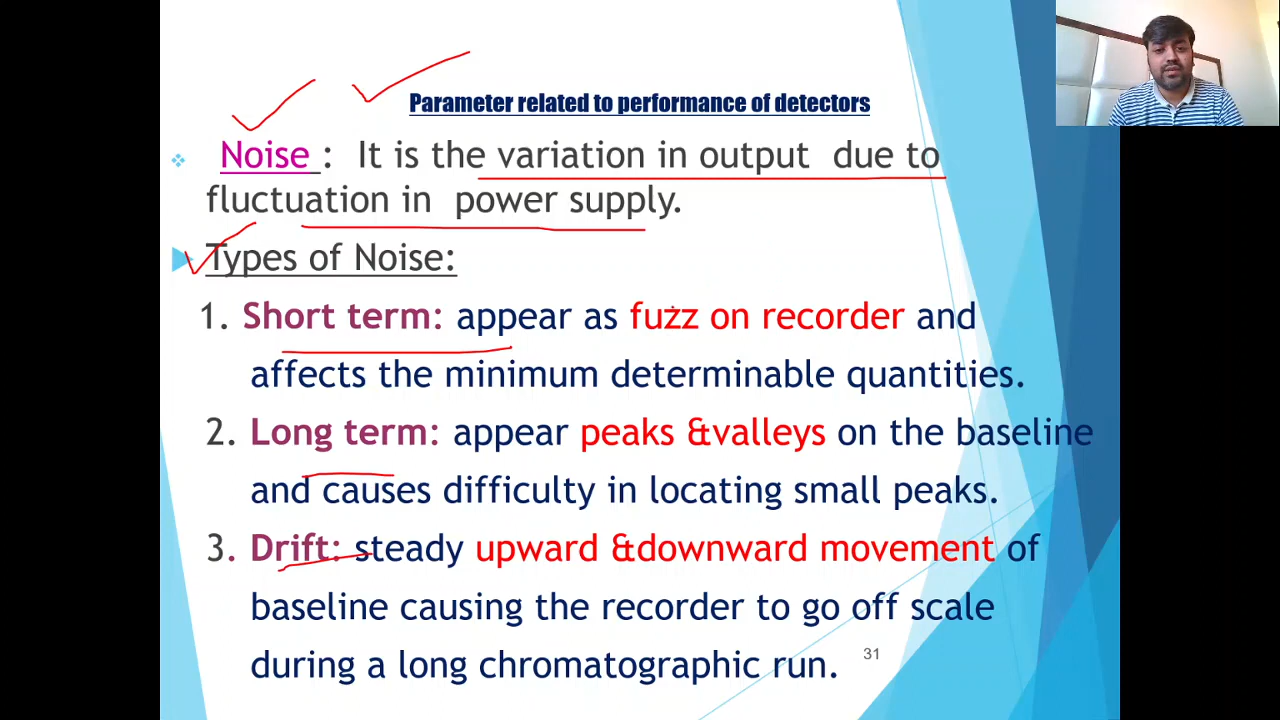 Parameter related to performance of detectors
Noise : It is the variation in output due to
fluctuation in power supply.
Types of Noise:
1. Short term: appear as fuzz on recorder and
affects the minimum determinable quantities.
2. Long term: appear peaks &valleys on the baseline
and causes difficulty in locating small peaks.
3. Drift: steady upward &downward movement of
baseline causing the recorder to go off scale
during a long chromatographic run.
31